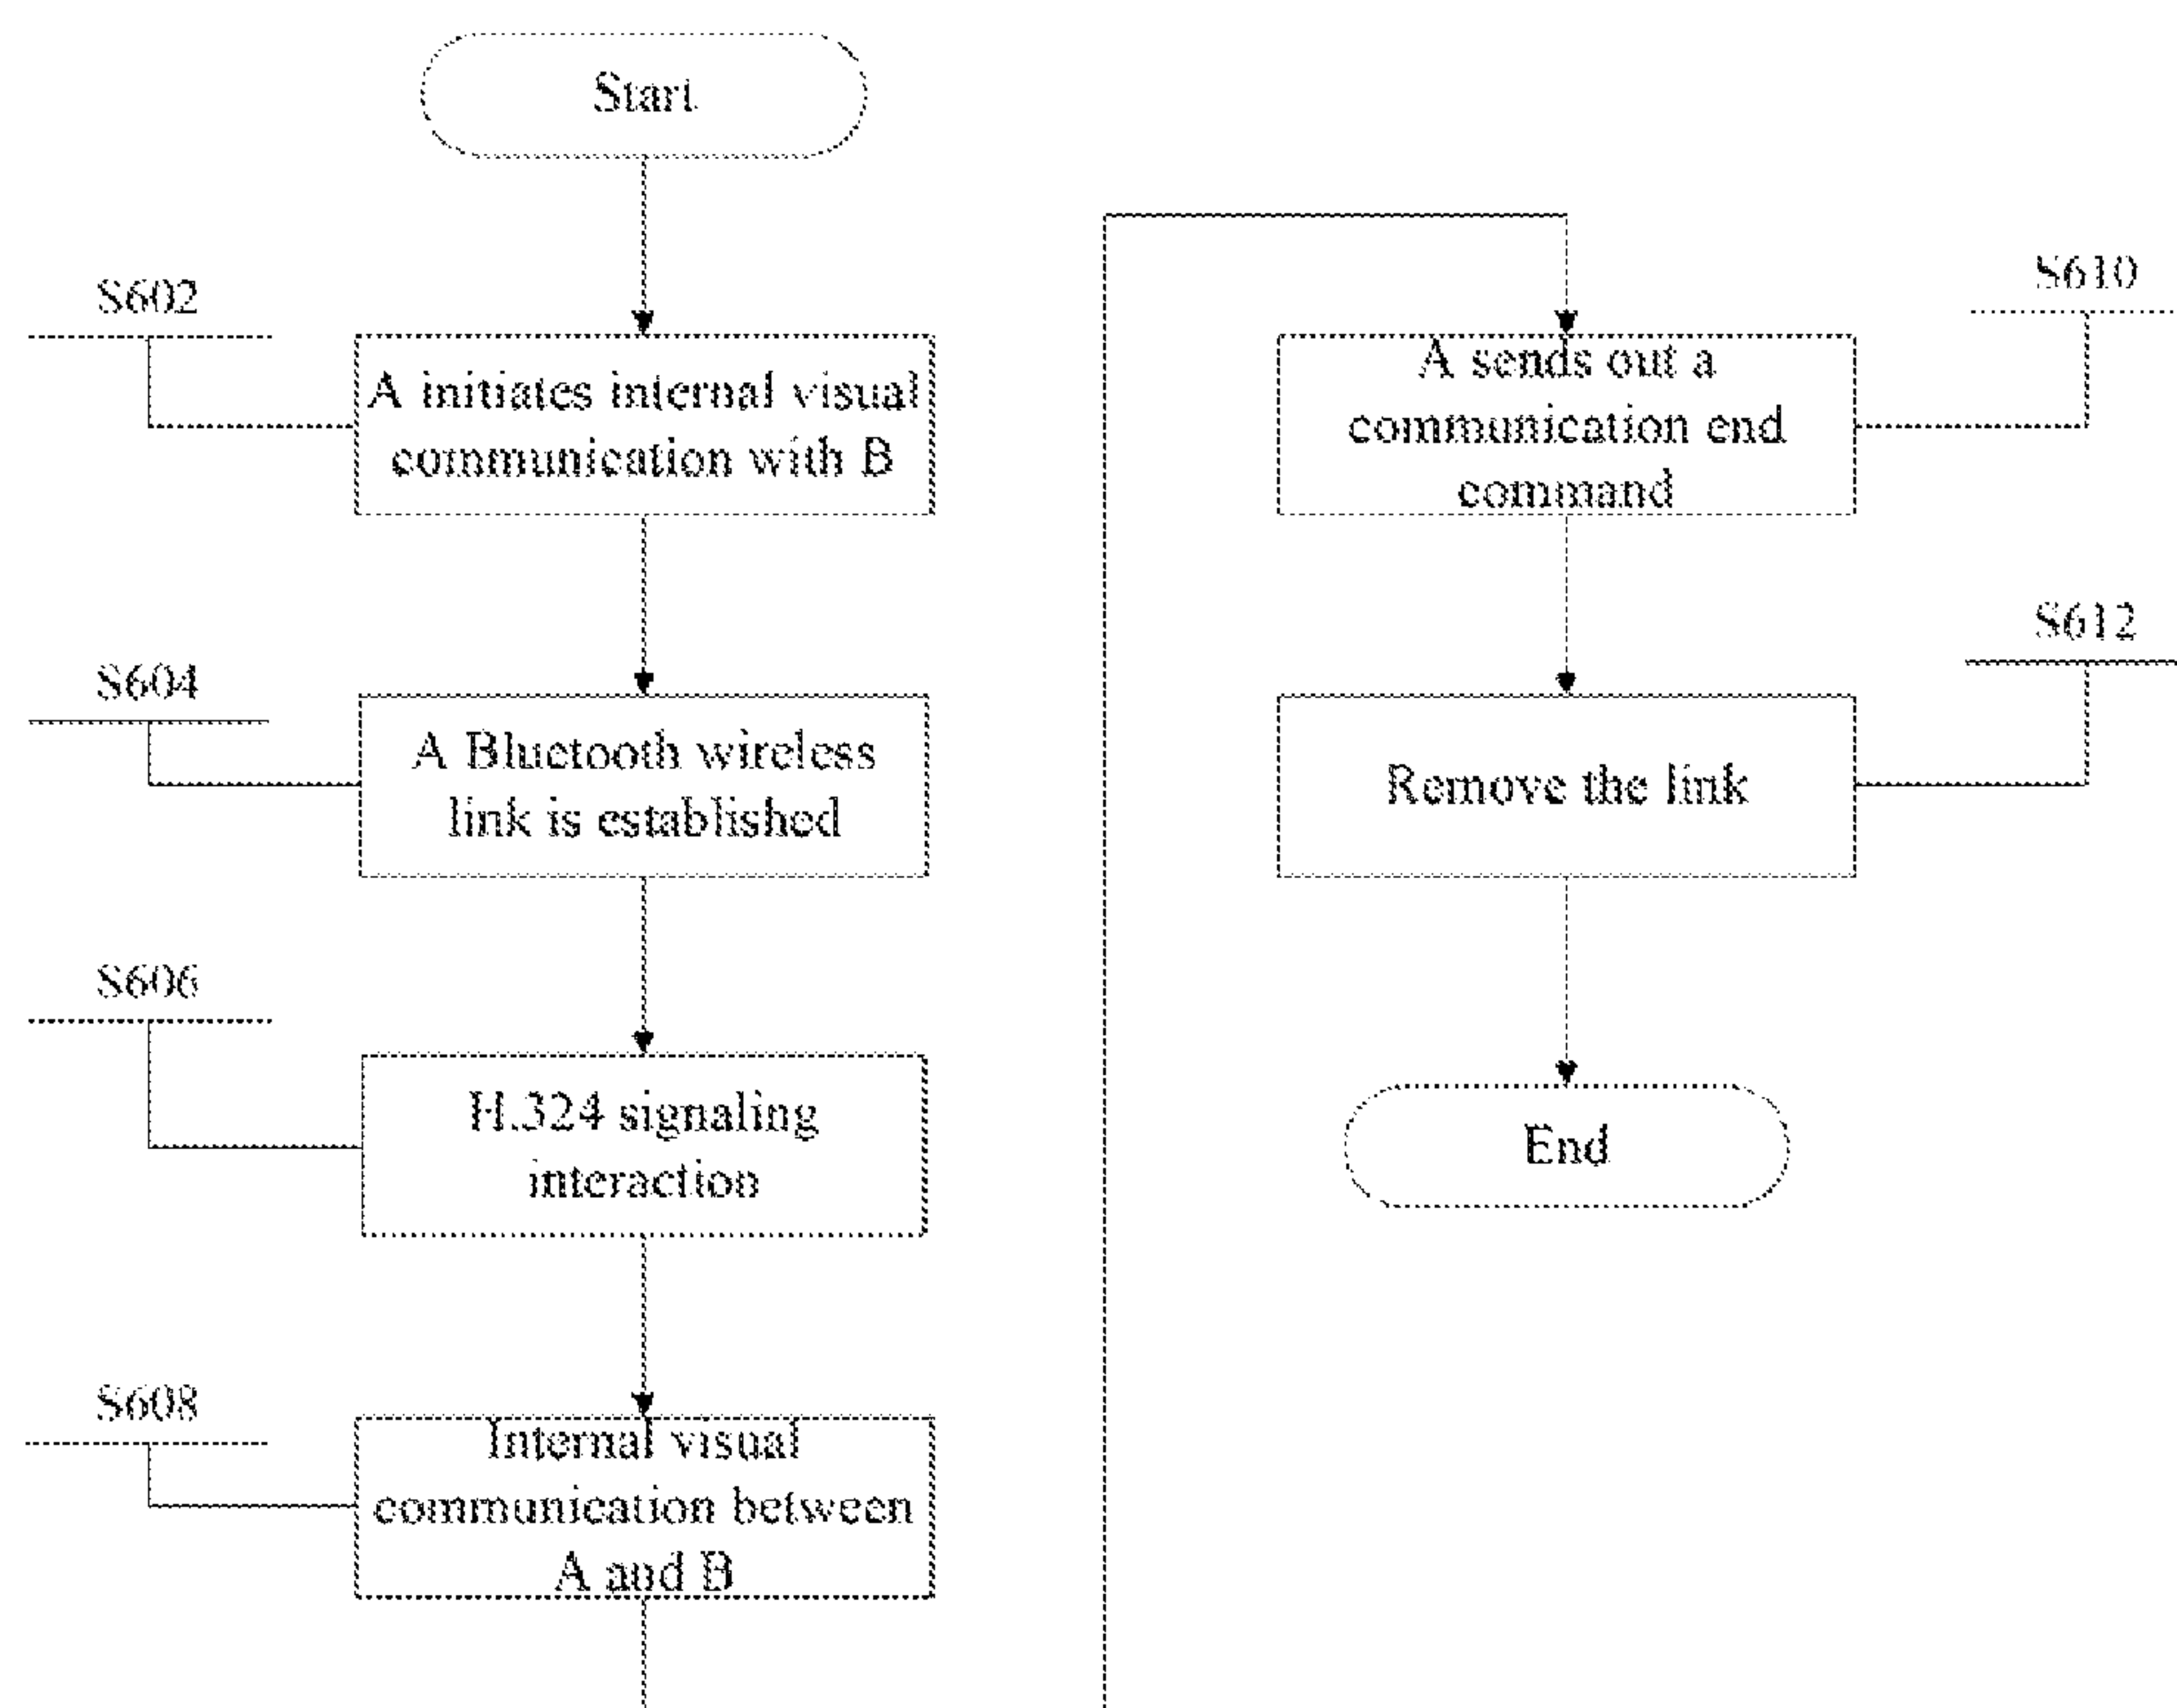 Start
S602
A initiates internal visual
communication with B
S604
A Bluetooth wireless
link is established
S606
H.324 signaling
interaction
S608
Internal visual
communication between
A and B
S610
A sends out a
communication end
command
S612
Remove the link
End